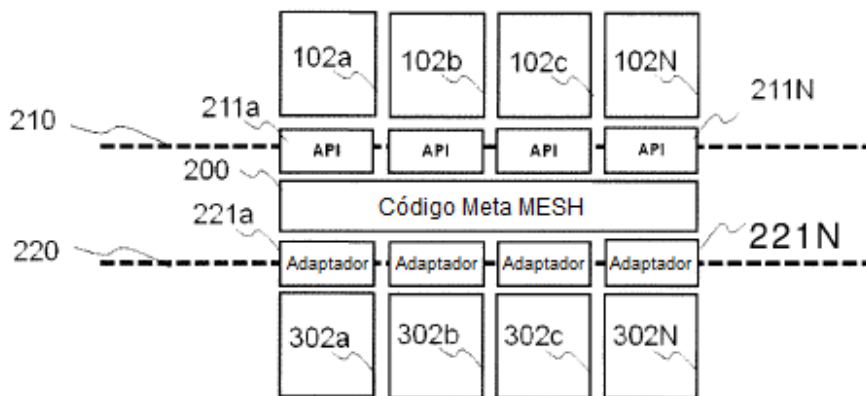 102a 102b 102c 102N
211a 211N
210
API API API API
200
Código Meta MESH
221a 221N
220
Adaptador Adaptador Adaptador Adaptador
302a 302b 302c 302N